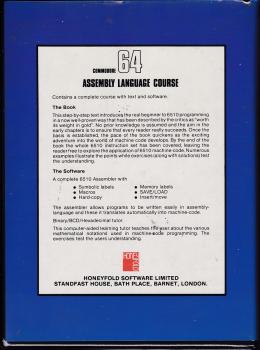 COMMODORE 64
ASSEMBLY LANGUAGE COURSE
Contains a complete course with text and software.
The Book
This step-by-step text introduces the real beginner to 6510 programming
in a now well-proven way that has been described by the critics as "worth
its weight in gold". No prior knowledge is assumed and the aim in the
early chapters is to ensure that every reader really succeeds. Once the
basis is established, the pace of the book quickens as the exciting
adventure into the world of machine code develops. By the end of the
book the whole 6510 instruction set has been covered, leaving the
reader free to explore the application of 6510 machine code. Numerous
examples illustrate the points while exercises (along with solutions) test
the understanding.
The Software
A complete 6510 Assembler with
• Symbolic labels • Memory labels
• Macros • SAVE/LOAD
• Hard-copy • Insert/move
The assembler allows programs to be written easily in assembly-
language and these it translates automatically into machine-code.
Binary/BCD/Hexadecimal tutor
This computer-aided learning tutor teaches the user about the various
mathematical notations used in machine-code programming. The
exercises test the users understanding.
HONEYFOLD SOFTWARE LIMITED
STANDFAST HOUSE, BATH PLACE, BARNET, LONDON.